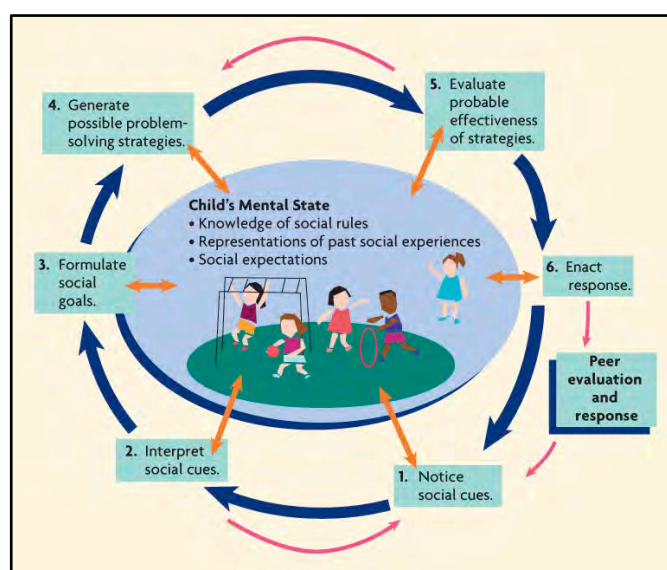 4. Generate
possible problem-
solving strategies.
5. Evaluate
probable
effectiveness
of strategies.
Child's Mental State
• Knowledge of social rules
• Representations of past social experiences
• Social expectations
3. Formulate
social
goals.
6. Enact
response.
Peer
evaluation
and
response
2. Interpret
social cues.
1. Notice
social cues.